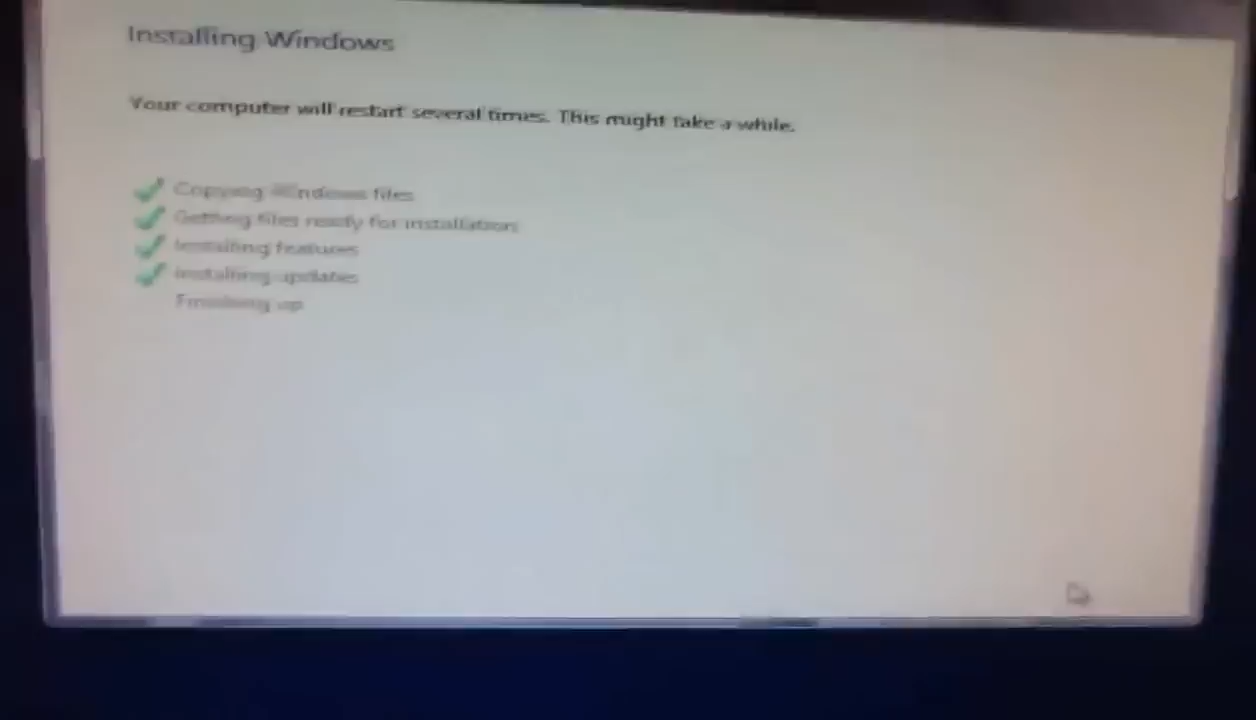 Installing Windows
Your computer will restart several times. This might take a while.
Copying Windows files
Getting files ready for installation
Installing features
Installing updates
Finishing up